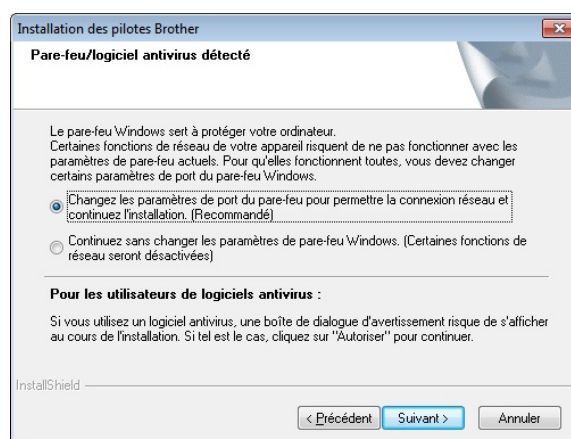 Installation des pilotes Brother
Pare-feu/logiciel antivirus détecté
Le pare-feu Windows sert à protéger votre ordinateur.
Certaines fonctions de réseau de votre appareil risquent de ne pas fonctionner avec les
paramètres de pare-feu actuels. Pour qu'elles fonctionnent toutes, vous devez changer
certains paramètres de port du pare-feu Windows.
Changez les paramètres de port du pare-feu pour permettre la connexion réseau et
continuez l'installation. (Recommandé)
Continuez sans changer les paramètres de pare-feu Windows. (Certaines fonctions de
réseau seront désactivées)
Pour les utilisateurs de logiciels antivirus :
Si vous utilisez un logiciel antivirus, une boîte de dialogue d'avertissement risque de s'afficher
au cours de l'installation. Si tel est le cas, cliquez sur "Autoriser" pour continuer.
InstallShield
< Précédent
Suivant >
Annuler